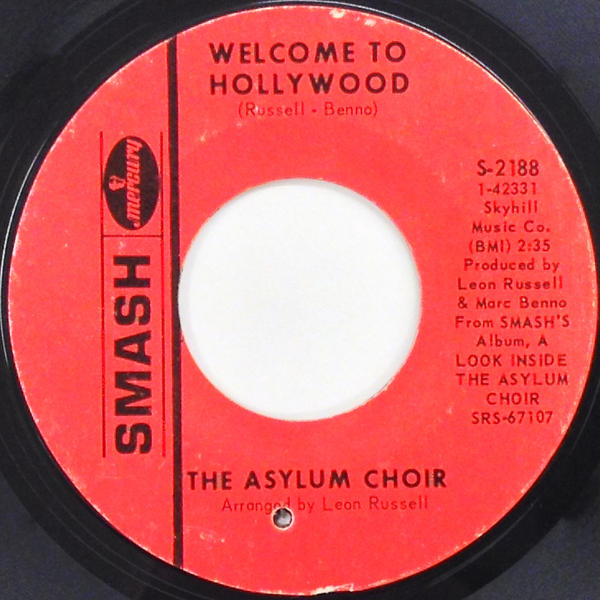 WELCOME TO
HOLLYWOOD
(Russell - Benno)
mercury
SMASH
S-2188
1-42331
Skyhill
Music Co.
(BMI) 2:35
Produced by
Leon Russell
& Marc Benno
From SMASH'S
Album, A
LOOK INSIDE
THE ASYLUM
CHOIR
SRS-67107
THE ASYLUM CHOIR
Arranged by Leon Russell